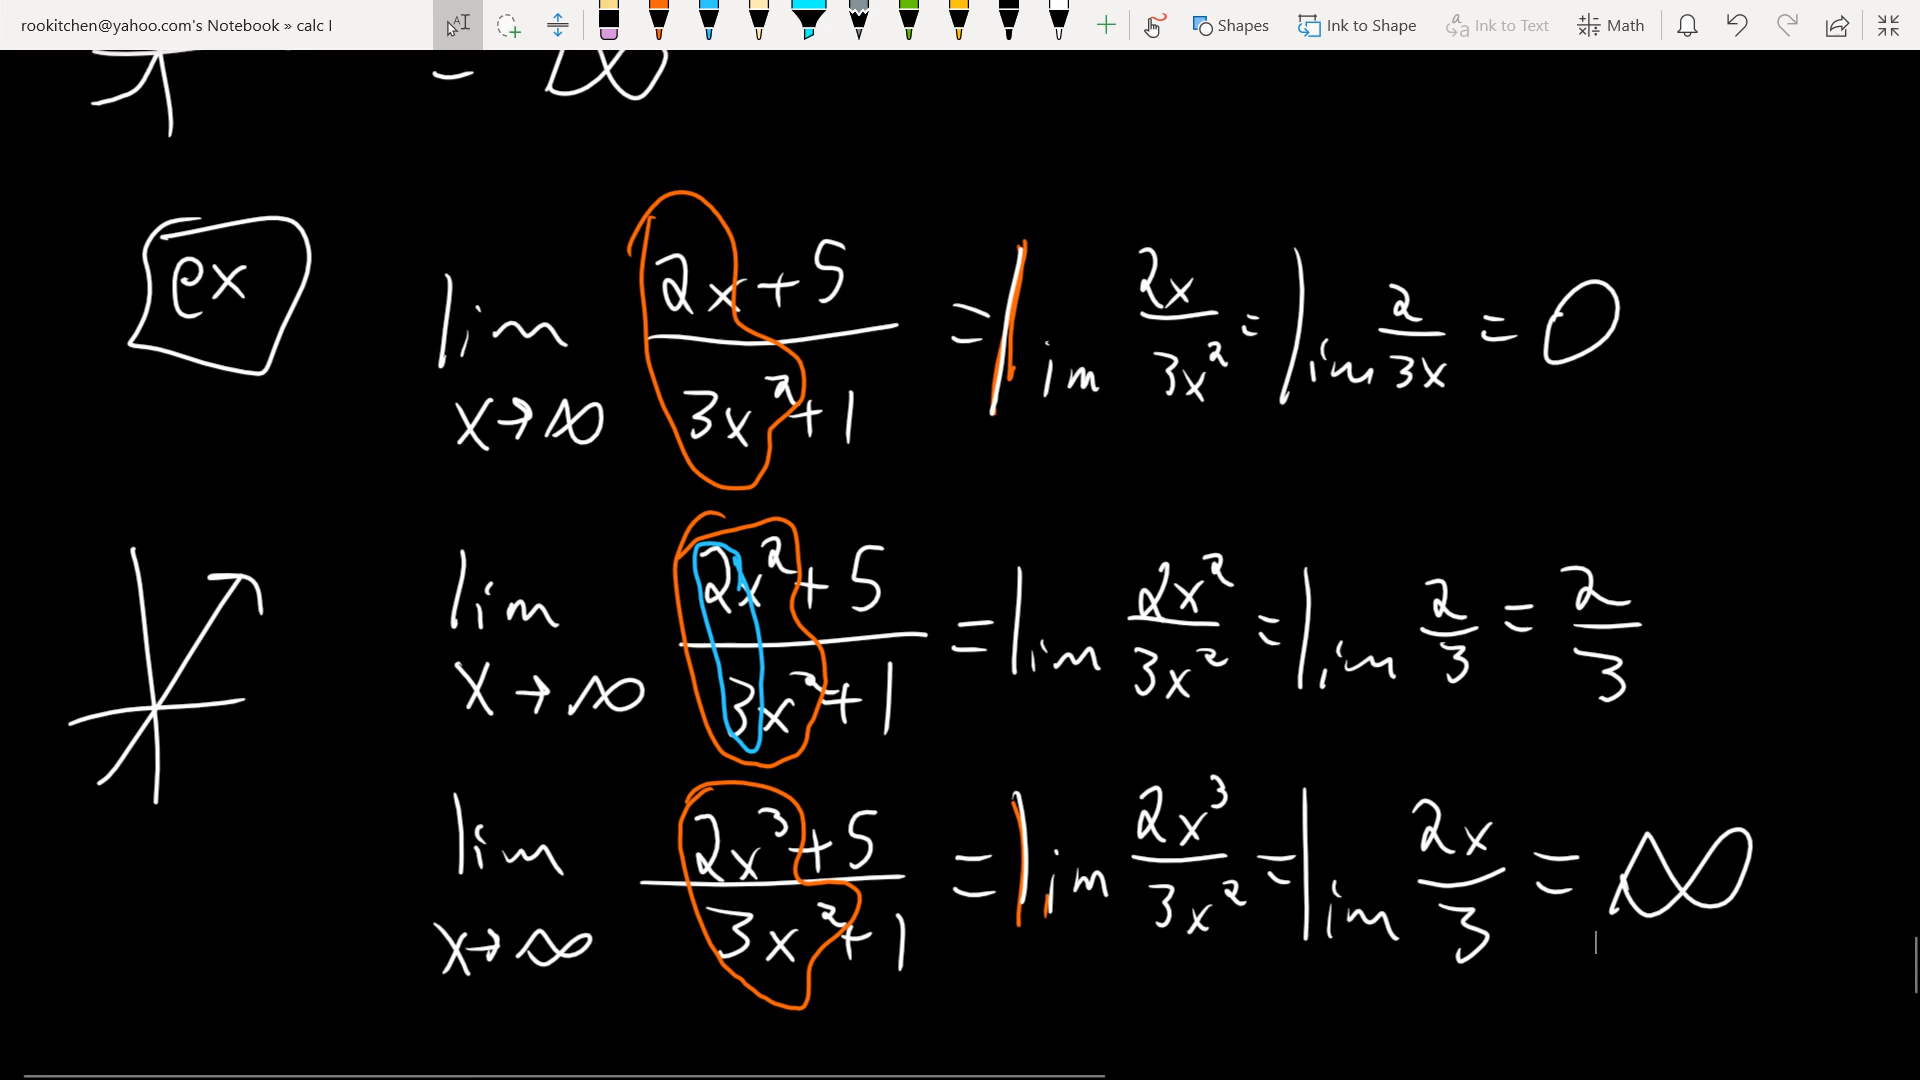 rookitchen@yahoo.com's Notebook » calc I
Shapes Ink to Shape Ink to Text Math
= ∞
ex
lim x→∞ (2x+5)/(3x²+1) = lim 2x/3x² = lim 2/3x = 0
lim x→∞ (2x²+5)/(3x²+1) = lim 2x²/3x² = lim 2/3 = 2/3
lim x→∞ (2x³+5)/(3x²+1) = lim 2x³/3x² = lim 2x/3 = ∞